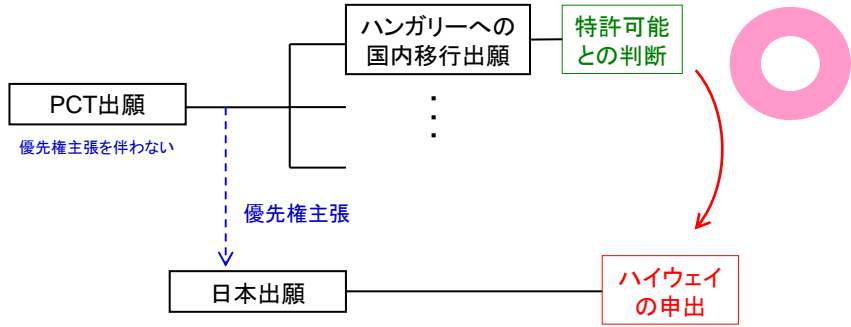 ハンガリーへの
国内移行出願
特許可能
との判断
PCT出願
優先権主張を伴わない
優先権主張
日本出願
ハイウェイ
の申出